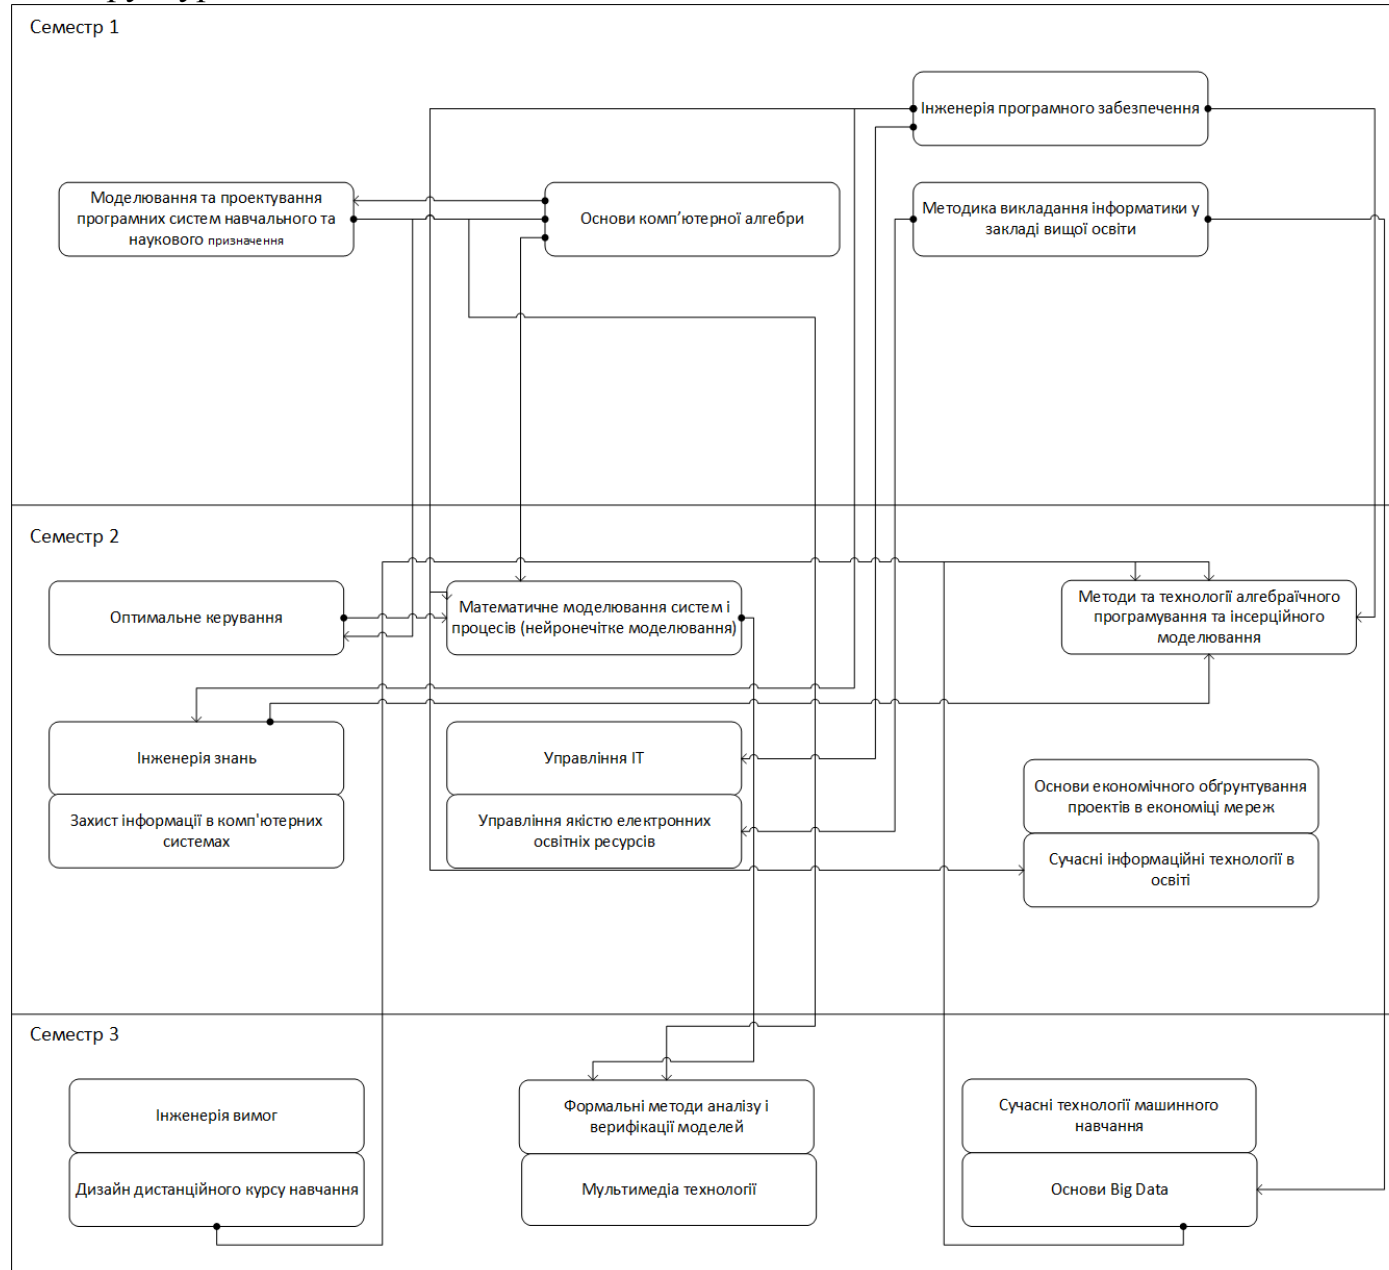 Семестр 1
Інженерія програмного забезпечення
Моделювання та проектування
програмних систем навчального та
наукового призначення
Основи комп’ютерної алгебри
Методика викладання інформатики у
закладі вищої освіти
Семестр 2
Оптимальне керування
Математичне моделювання систем і
процесів (нейронечітке моделювання)
Методи та технології алгебраїчного
програмування та інсерційного
моделювання
Інженерія знань
Захист інформації в комп'ютерних
системах
Управління ІТ
Управління якістю електронних
освітніх ресурсів
Основи економічного обґрунтування
проектів в економіці мереж
Сучасні інформаційні технології в
освіті
Семестр 3
Інженерія вимог
Дизайн дистанційного курсу навчання
Формальні методи аналізу і
верифікації моделей
Мультимедіа технології
Сучасні технології машинного
навчання
Основи Big Data